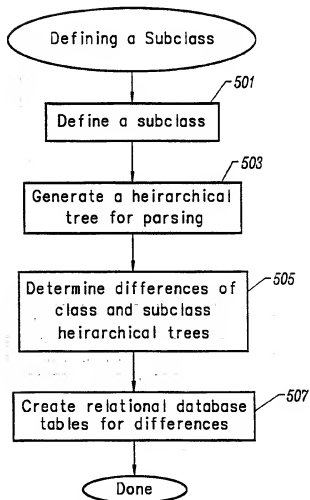 Defining a Subclass
501
Define a subclass
503
Generate a heirarchical
tree for parsing
505
Determine differences of
class and subclass
heirarchical trees
507
Create relational database
tables for differences
Done